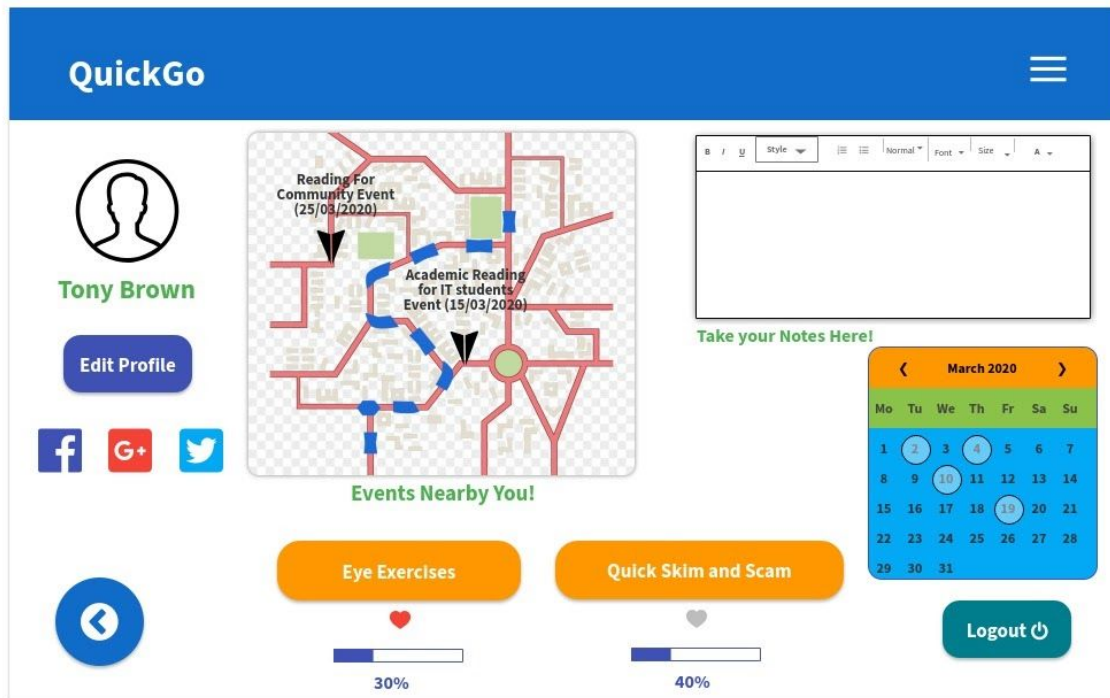 QuickGo
Tony Brown
Edit Profile
G+
Reading For
Community Event
(25/03/2020)
Academic Reading
for IT students
Event (15/03/2020)
Events Nearby You!
B I U Style Normal Font Size A
Take your Notes Here!
❮ March 2020 ❯
Mo Tu We Th Fr Sa Su
1 2 3 4 5 6 7
8 9 10 11 12 13 14
15 16 17 18 19 20 21
22 23 24 25 26 27 28
29 30 31
Eye Exercises
Quick Skim and Scam
30%
40%
Logout